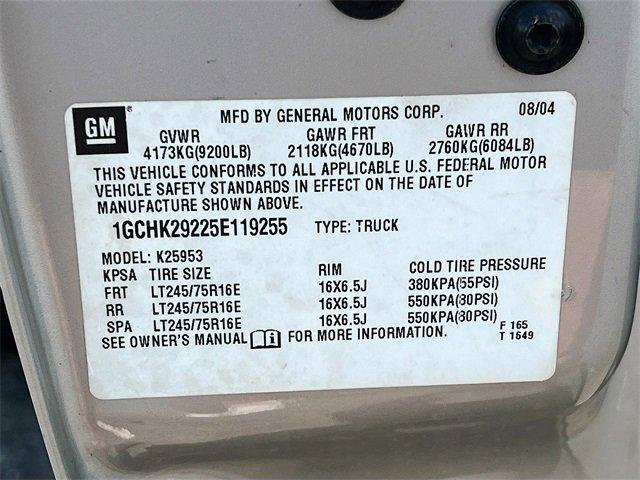 GM
MFD BY GENERAL MOTORS CORP. 08/04
GVWR GAWR FRT GAWR RR
4173KG(9200LB) 2118KG(4670LB) 2760KG(6084LB)
THIS VEHICLE CONFORMS TO ALL APPLICABLE U.S. FEDERAL MOTOR
VEHICLE SAFETY STANDARDS IN EFFECT ON THE DATE OF
MANUFACTURE SHOWN ABOVE.
1GCHK29225E119255 TYPE: TRUCK
MODEL: K25953
KPSA TIRE SIZE RIM COLD TIRE PRESSURE
FRT LT245/75R16E 16X6.5J 380KPA(55PSI)
RR LT245/75R16E 16X6.5J 550KPA(30PSI)
SPA LT245/75R16E 16X6.5J 550KPA(30PSI)
SEE OWNER'S MANUAL i FOR MORE INFORMATION.
F 165
T 1649